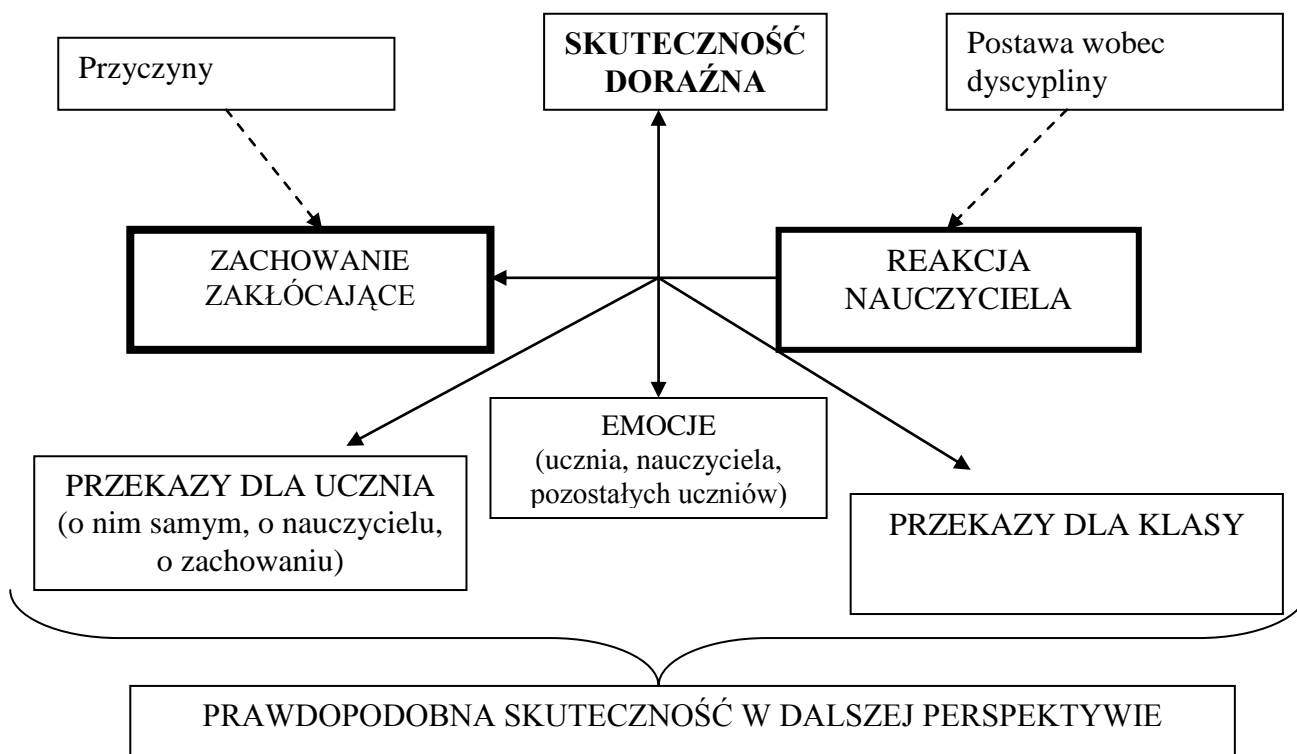 Przyczyny
SKUTECZNOŚĆ
DORAŹNA
Postawa wobec
dyscypliny
ZACHOWANIE
ZAKŁÓCAJĄCE
REAKCJA
NAUCZYCIELA
PRZEKAZY DLA UCZNIA
(o nim samym, o nauczycielu,
o zachowaniu)
EMOCJE
(ucznia, nauczyciela,
pozostałych uczniów)
PRZEKAZY DLA KLASY
PRAWDOPODOBNA SKUTECZNOŚĆ W DALSZEJ PERSPEKTYWIE